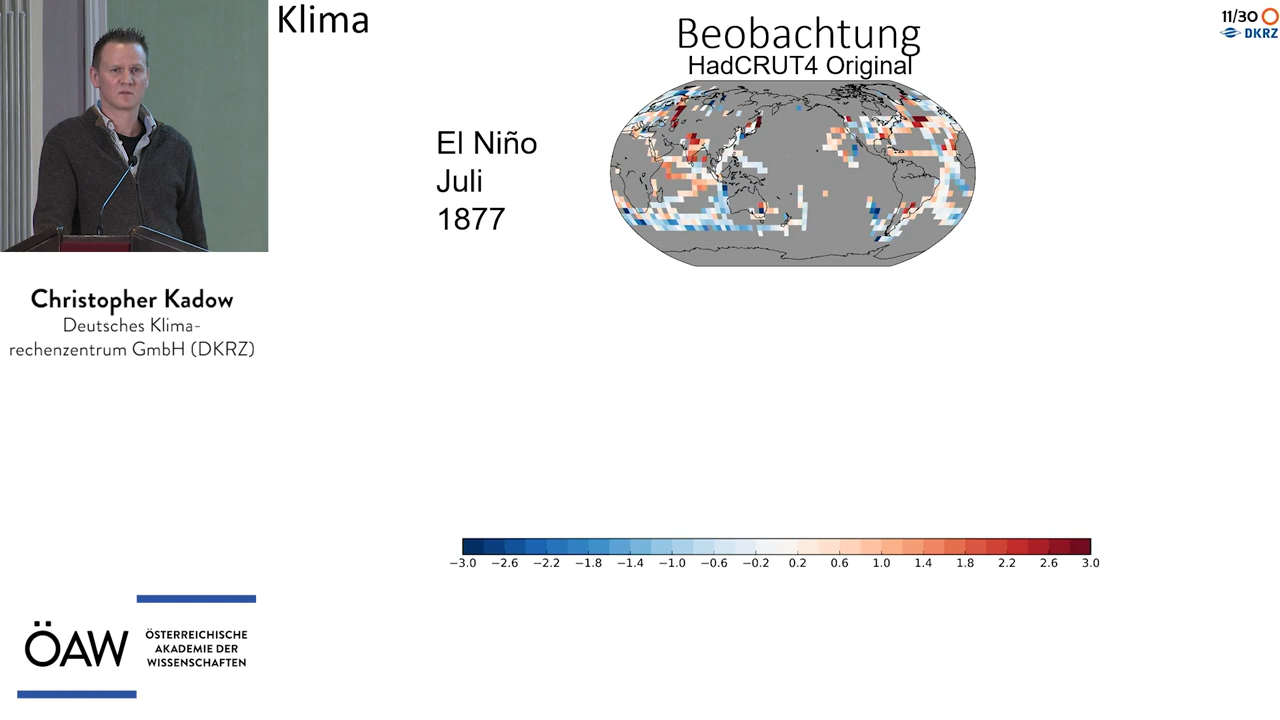 Klima
Beobachtung
HadCRUT4 Original
11/30
DKRZ
El Niño
Juli
1877
Christopher Kadow
Deutsches Klima-
rechenzentrum GmbH (DKRZ)
−3.0 −2.6 −2.2 −1.8 −1.4 −1.0 −0.6 −0.2 0.2 0.6 1.0 1.4 1.8 2.2 2.6 3.0
ÖAW
ÖSTERREICHISCHE
AKADEMIE DER
WISSENSCHAFTEN